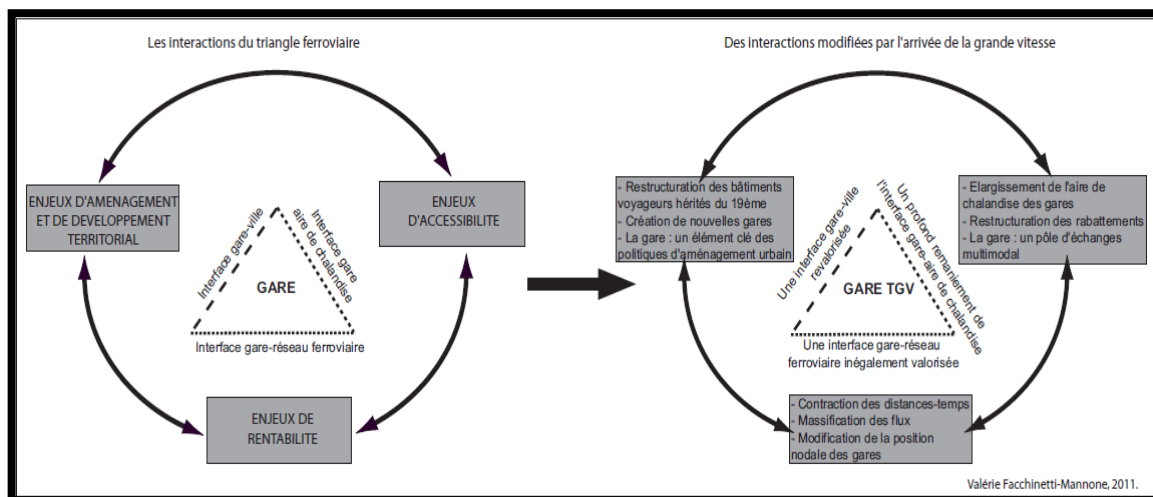 Les interactions du triangle ferroviaire
ENJEUX D'AMENAGEMENT
ET DE DEVELOPPEMENT
TERRITORIAL
ENJEUX
D'ACCESSIBILITE
Interface gare-ville
Interface gare
aire de chalandise
GARE
Interface gare-réseau ferroviaire
ENJEUX DE
RENTABILITE
Des interactions modifiées par l'arrivée de la grande vitesse
- Restructuration des bâtiments
voyageurs hérités du 19ème
- Création de nouvelles gares
- La gare : un élément clé des
politiques d'aménagement urbain
- Elargissement de l'aire de
chalandise des gares
- Restructuration des rabattements
- La gare : un pôle d'échanges
multimodal
Une interface gare-ville
revalorisée
Un profond remaniement de
l'interface gare-aire de chalandise
GARE TGV
Une interface gare-réseau
ferroviaire inégalement valorisée
- Contraction des distances-temps
- Massification des flux
- Modification de la position
nodale des gares
Valérie Facchinetti-Mannone, 2011.